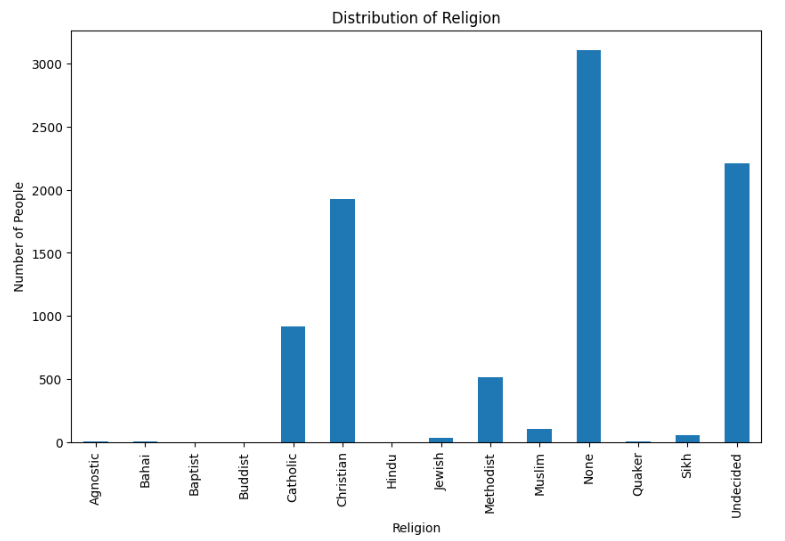 Distribution of Religion
Number of People
3000
2500
2000
1500
1000
500
0
Agnostic
Bahai
Baptist
Buddist
Catholic
Christian
Hindu
Jewish
Methodist
Muslim
None
Quaker
Sikh
Undecided
Religion